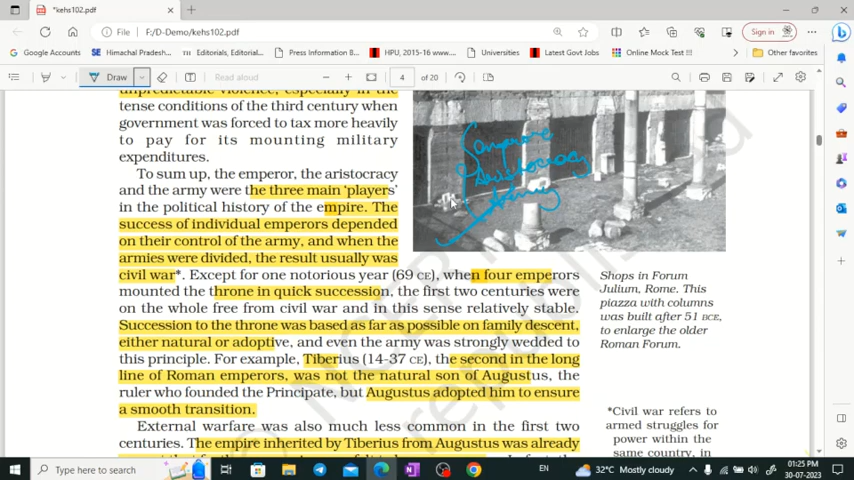 *kehs102.pdf
File
F:/D-Demo/kehs102.pdf
Sign in
Google Accounts
Himachal Pradesh...
Editorials, Editorial...
Press Information B...
HPU, 2015-16 www....
Universities
Latest Govt Jobs
Online Mock Test !!!
Other favorites
Draw
Read aloud
4
of 20
unpredictable violence, especially in the
tense conditions of the third century when
government was forced to tax more heavily
to pay for its mounting military
expenditures.
To sum up, the emperor, the aristocracy
and the army were the three main ‘players’
in the political history of the empire. The
success of individual emperors depended
on their control of the army, and when the
armies were divided, the result usually was
civil war*. Except for one notorious year (69 CE), when four emperors
mounted the throne in quick succession, the first two centuries were
on the whole free from civil war and in this sense relatively stable.
Succession to the throne was based as far as possible on family descent,
either natural or adoptive, and even the army was strongly wedded to
this principle. For example, Tiberius (14-37 CE), the second in the long
line of Roman emperors, was not the natural son of Augustus, the
ruler who founded the Principate, but Augustus adopted him to ensure
a smooth transition.
External warfare was also much less common in the first two
centuries. The empire inherited by Tiberius from Augustus was already
emperor
Aristocracy
Army
Shops in Forum
Julium, Rome. This
piazza with columns
was built after 51 BCE,
to enlarge the older
Roman Forum.
*Civil war refers to
armed struggles for
power within the
same country, in
Type here to search
EN
32°C Mostly cloudy
01:25 PM
30-07-2023